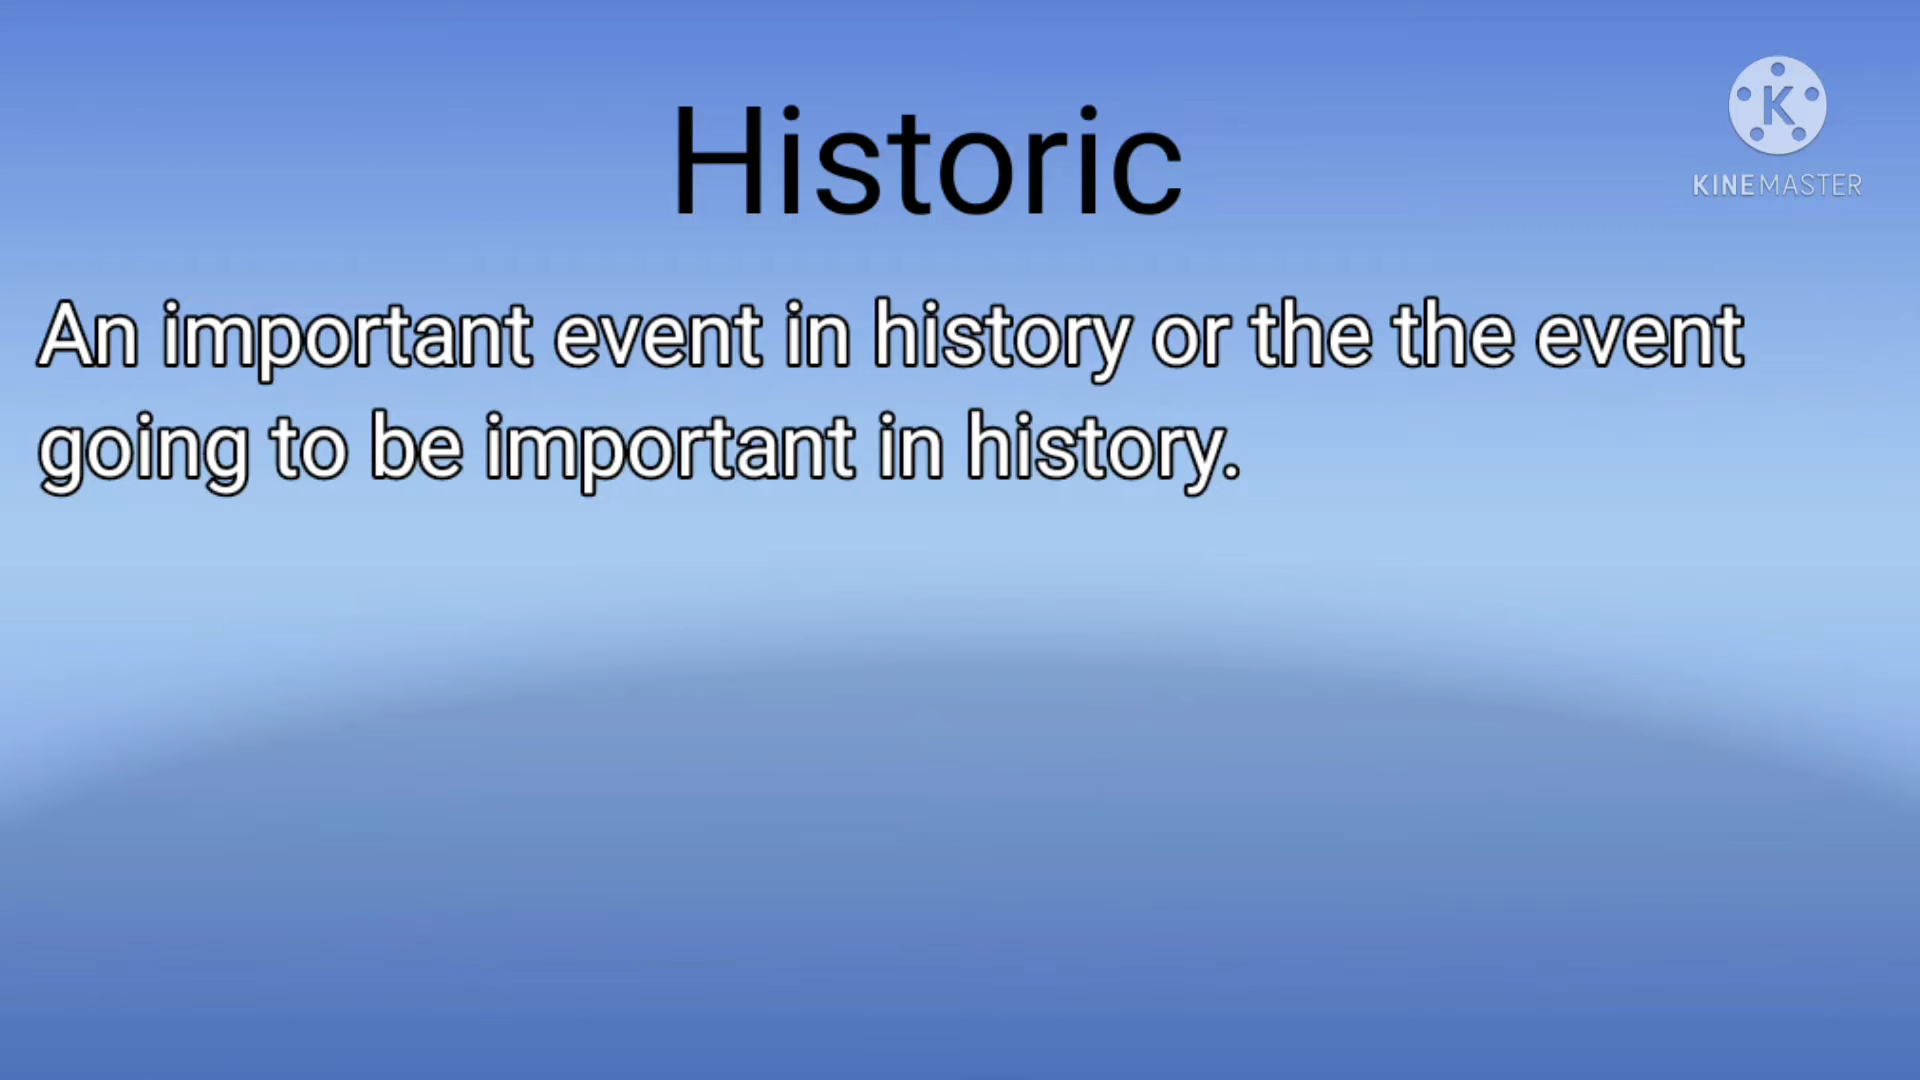 Historic
K
KINEMASTER
An important event in history or the the event
going to be important in history.